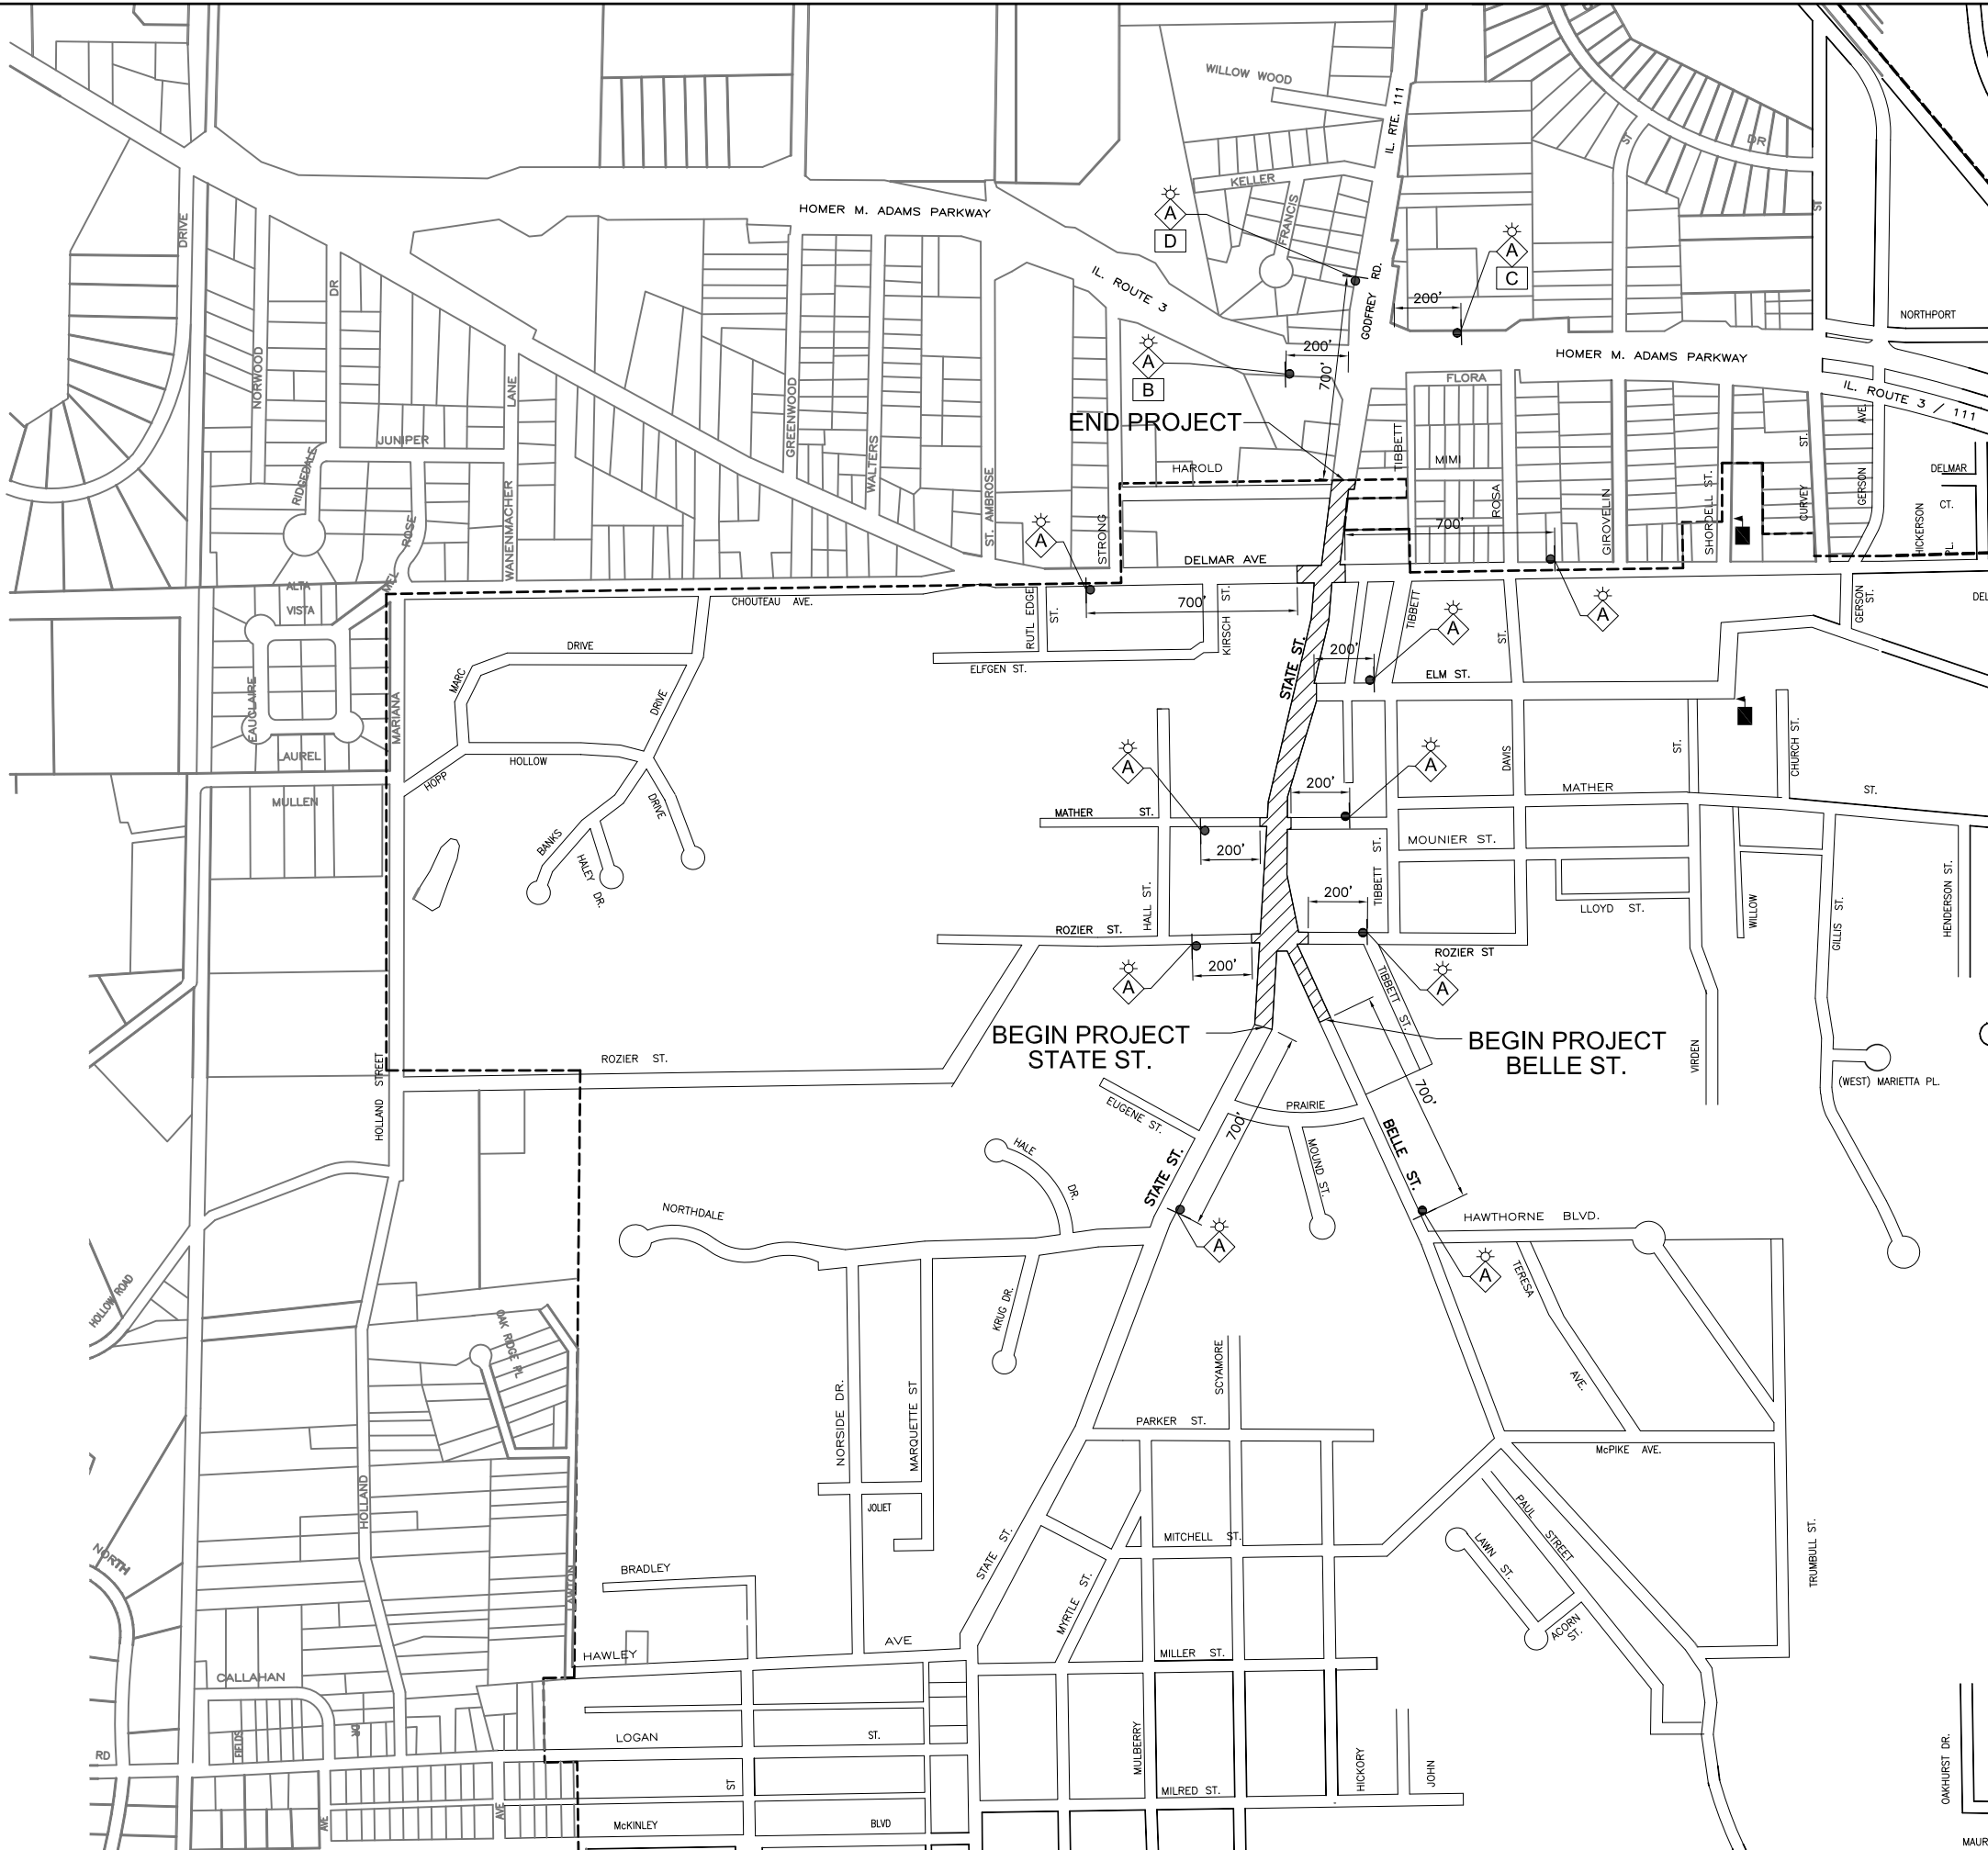 WILLOW WOOD
IL. RTE. 111
DR
ST
ST
KELLER
FRANCIS
DRIVE
HOMER M. ADAMS PARKWAY
A
D
A
C
IL. ROUTE 3
GODFREY RD.
200'
NORTHPORT
DR
NORWOOD
LANE
GREENWOOD
A
B
200'
700'
HOMER M. ADAMS PARKWAY
FLORA
IL. ROUTE 3 / 111
END PROJECT
JUNIPER
WALTERS
TIBBETT
MIMI
ST.
AVE.
HAROLD
RIDGEDALE
ROSE
WANENMACHER
ST. AMBROSE
STRONG
A
ROSA
GIROVELIN
SHORDELL ST.
CURVEY
GERSON
HICKERSON
PL.
DELMAR
CT.
700'
DELMAR AVE
ALTA
VISTA
MEL
CHOUTEAU AVE.
700'
RUTL EDGE
ST.
KIRSCH ST.
A
A
TIBBETT
ST.
GERSON
ST.
DEL
DRIVE
MARC
DRIVE
ELFGEN ST.
STATE ST.
200'
ELM ST.
EAUCLAIRE
MARIANA
LAUREL
HOPP
HOLLOW
DRIVE
A
A
DAVIS
ST.
CHURCH ST.
MULLEN
MATHER
ST.
200'
MATHER
ST.
BANKS
HALEY DR.
200'
MOUNIER ST.
TIBBETT ST.
HALL ST.
200'
LLOYD ST.
WILLOW
GILLIS ST.
HENDERSON ST.
ROZIER ST.
ROZIER ST
A
200'
A
TIBBETT ST.
BEGIN PROJECT
STATE ST.
BEGIN PROJECT
BELLE ST.
VIRDEN
HOLLAND STREET
ROZIER ST.
EUGENE ST.
700'
PRAIRIE
700'
(WEST) MARIETTA PL.
HALE
DR.
STATE ST.
MOUND ST.
BELLE ST.
NORTHDALE
A
HAWTHORNE BLVD.
A
TERESA
AVE.
HOLLOW ROAD
OAK RIDGE PL
KRUG DR.
SCYAMORE
NORSIDE DR.
MARQUETTE ST
PARKER ST.
McPIKE AVE.
HOLLAND
JOLIET
STATE ST.
MITCHELL ST.
PAUL STREET
LAWN ST.
TRUMBULL ST.
NORTH
BRADLEY
LAWTON
MYRTLE ST.
ACORN
ST.
HAWLEY
AVE
MILLER ST.
CALLAHAN
FIELDS
DR
RD
LOGAN
ST.
ST
MULBERRY
HICKORY
JOHN
OAKHURST DR.
MILRED ST.
AVE
AVE
McKINLEY
BLVD
MAUR